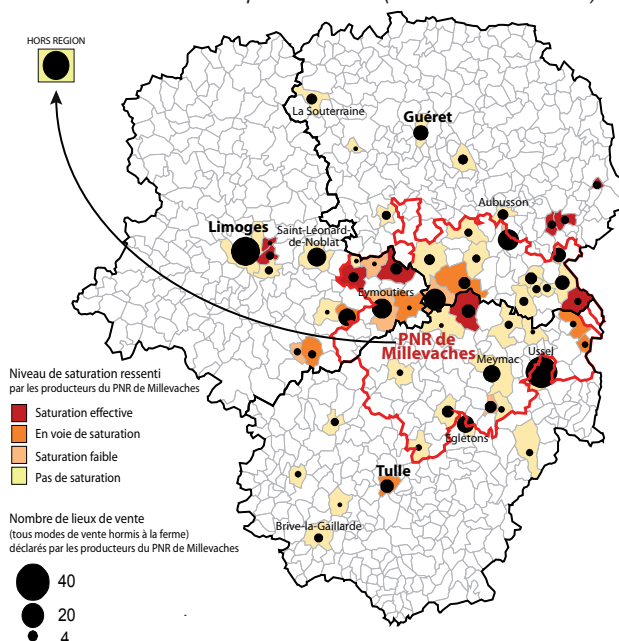 HORS REGION
La Souterraine
Guéret
Aubusson
Limoges
Saint-Léonard-
de-Noblat
Eymoutiers
PNR de
Millevaches
Meymac
Ussel
Egletons
Tulle
Brive-la-Gaillarde
Niveau de saturation ressenti
par les producteurs du PNR de Millevaches
Saturation effective
En voie de saturation
Saturation faible
Pas de saturation
Nombre de lieux de vente
(tous modes de vente hormis à la ferme)
déclarés par les producteurs du PNR de Millevaches
40
20
4